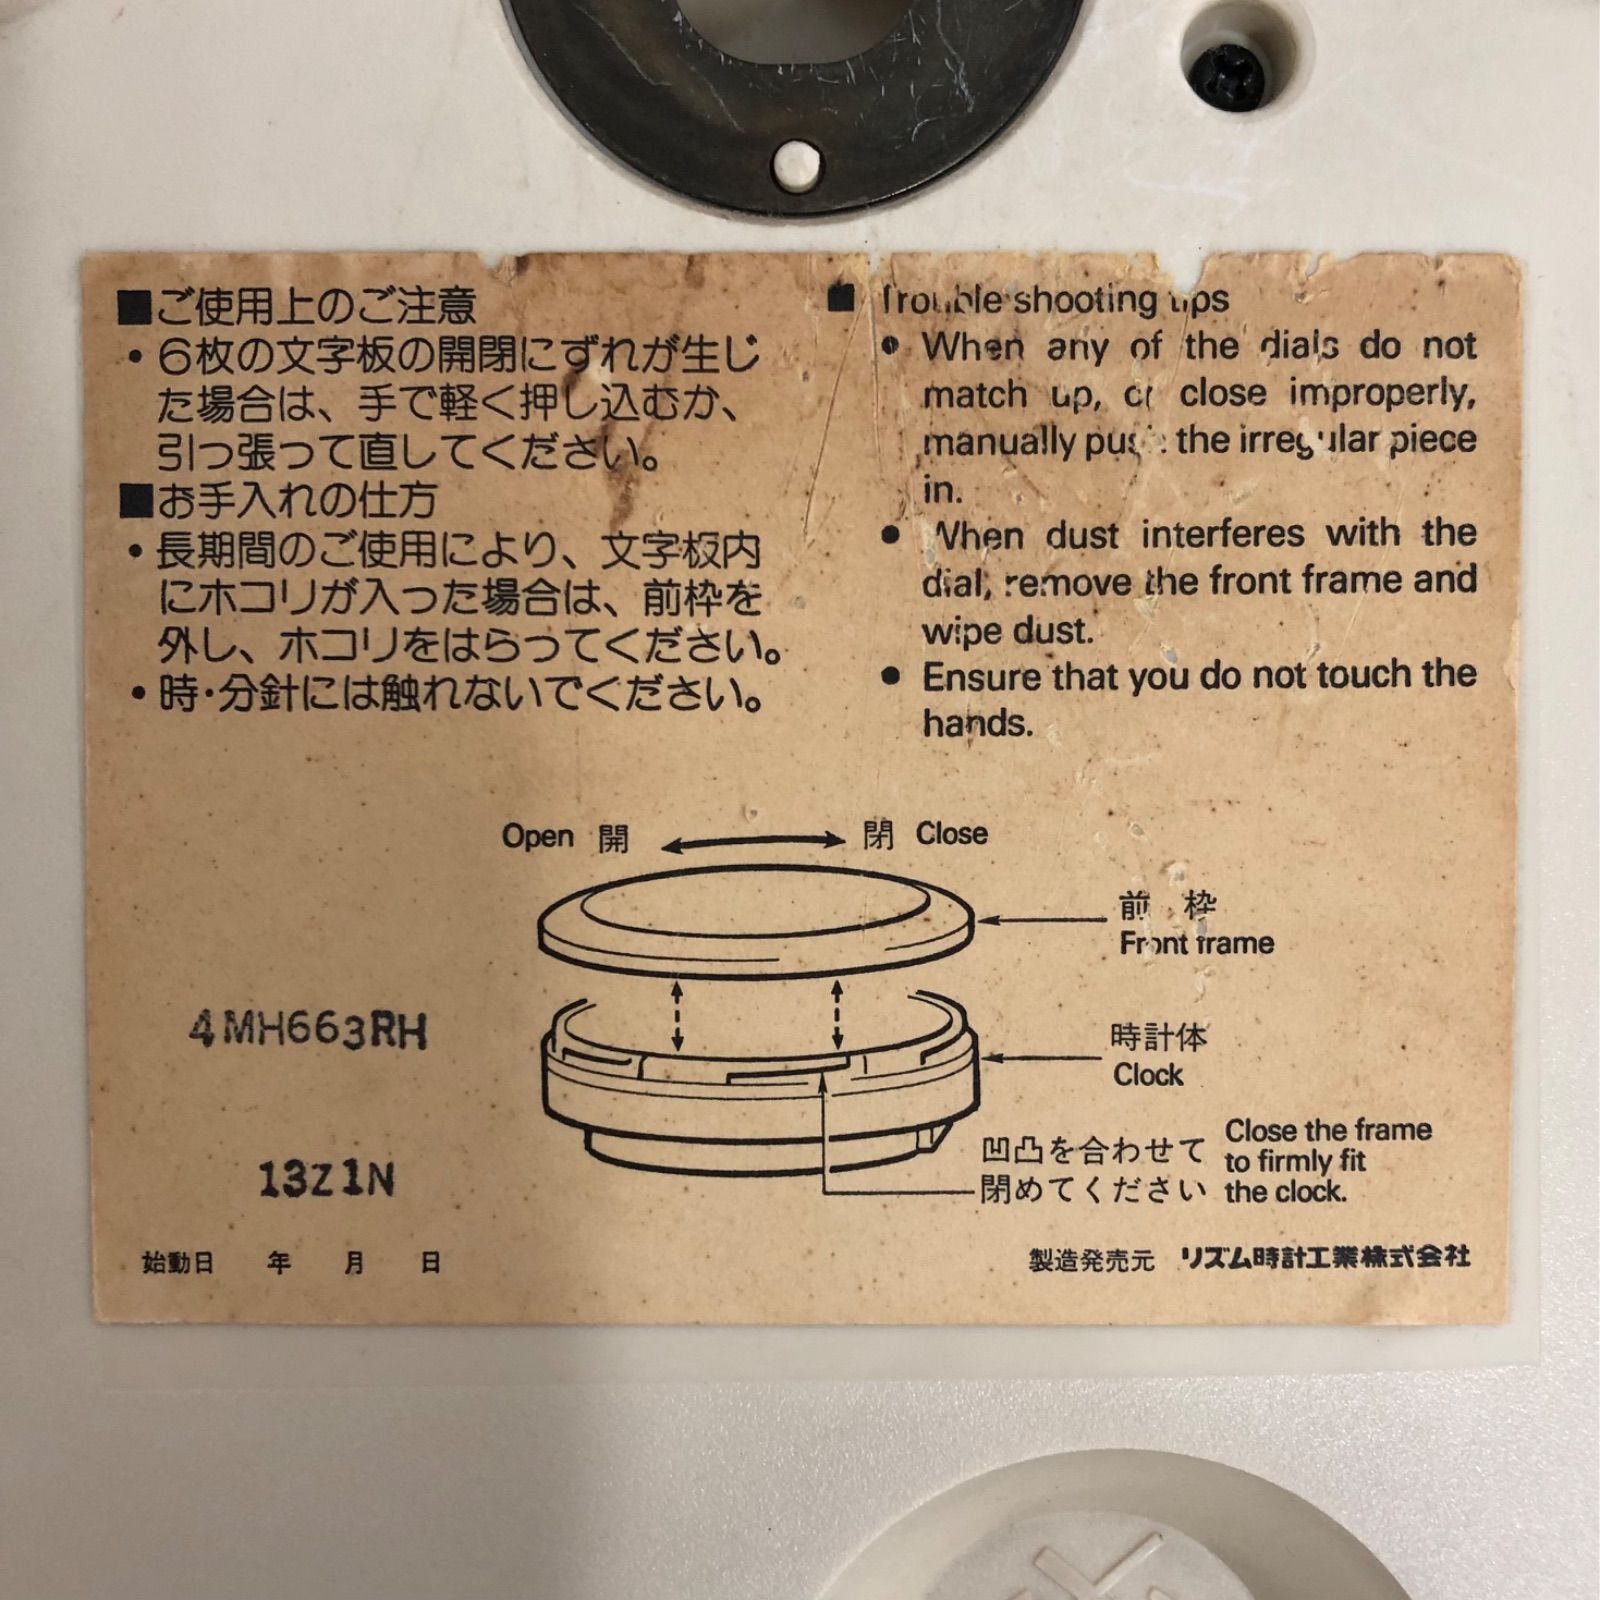 ■ご使用上のご注意
・6枚の文字板の開閉にずれが生じ
た場合は、手で軽く押し込むか、
引っ張って直してください。
■お手入れの仕方
・長期間のご使用により、文字板内
にホコリが入った場合は、前枠を
外し、ホコリをはらってください。
・時・分針には触れないでください。
■ Trouble shooting tips
● When any of the dials do not
match up, or close improperly,
manually push the irregular piece
in.
● When dust interferes with the
dial, remove the front frame and
wipe dust.
● Ensure that you do not touch the
hands.
Open 開 閉 Close
前 枠
Front frame
時計体
Clock
凹凸を合わせて
閉めてください
Close the frame
to firmly fit
the clock.
4MH663RH
13Z1N
始動日 年 月 日
製造発売元 リズム時計工業株式会社